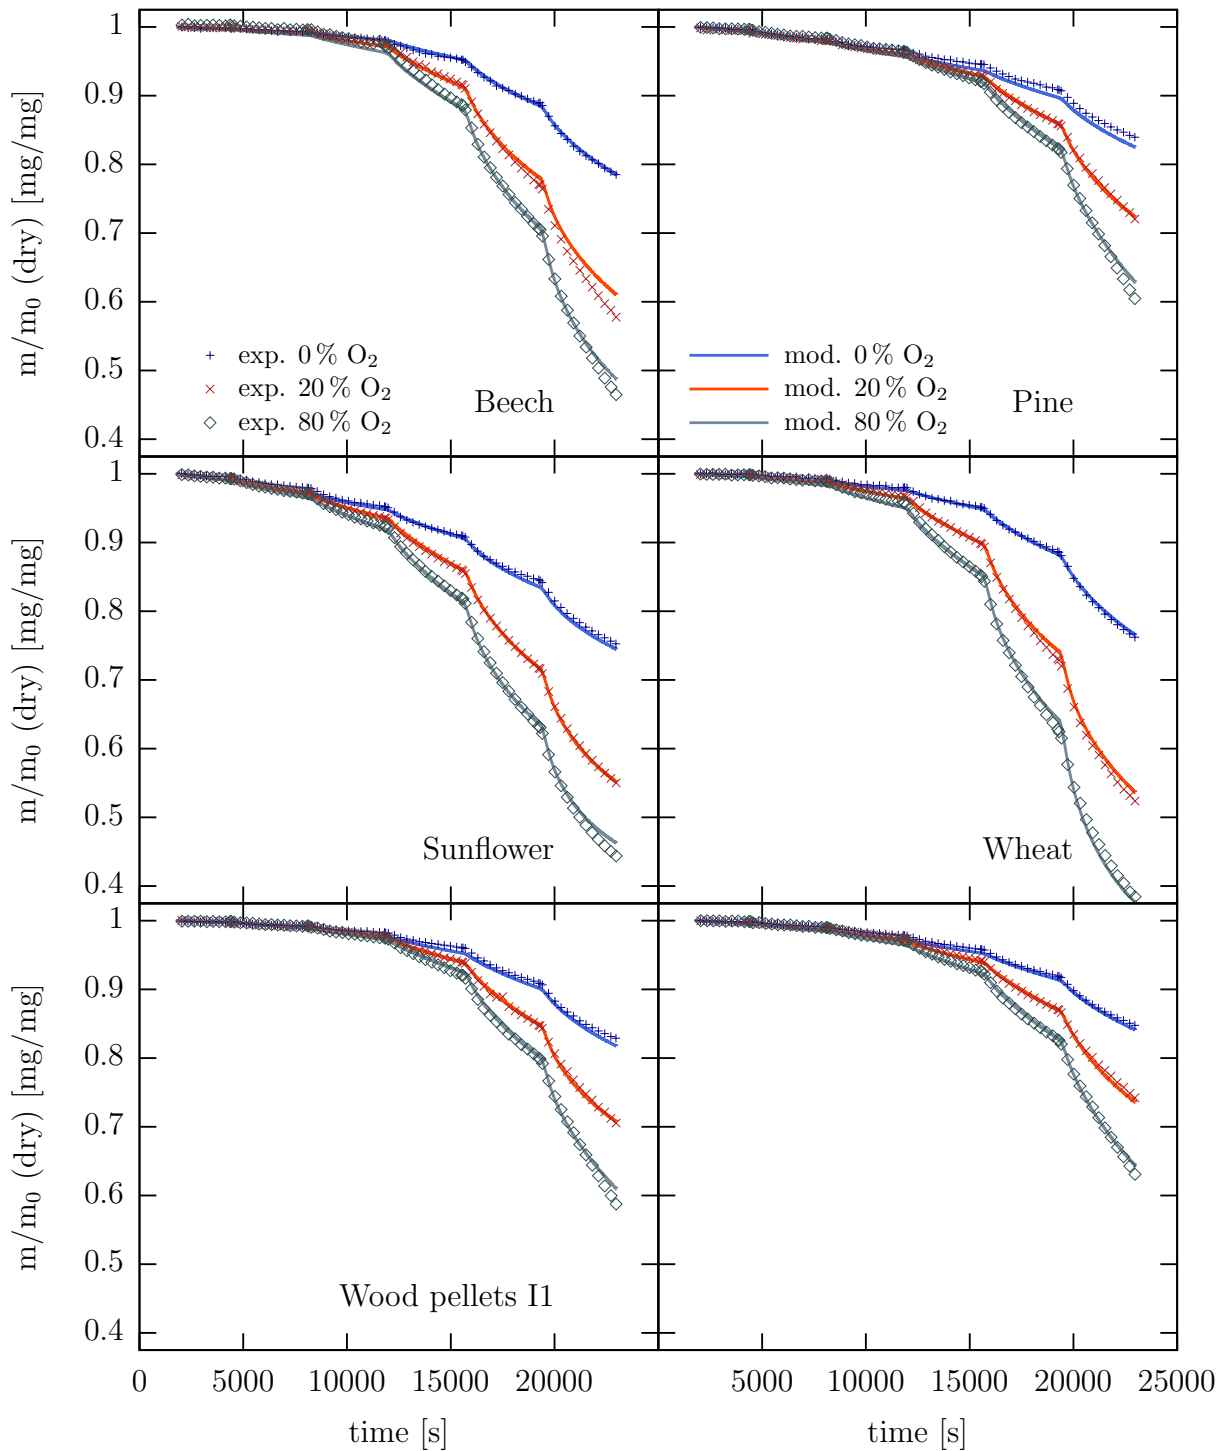 1
0.9
0.8
0.7
0.6
0.5
0.4
m/m₀ (dry) [mg/mg]
exp. 0 % O₂
exp. 20 % O₂
exp. 80 % O₂
Beech
mod. 0 % O₂
mod. 20 % O₂
mod. 80 % O₂
Pine
1
0.9
0.8
0.7
0.6
0.5
0.4
m/m₀ (dry) [mg/mg]
Sunflower
Wheat
1
0.9
0.8
0.7
0.6
0.5
0.4
m/m₀ (dry) [mg/mg]
Wood pellets I1
0 5000 10000 15000 20000
5000 10000 15000 20000 25000
time [s]
time [s]